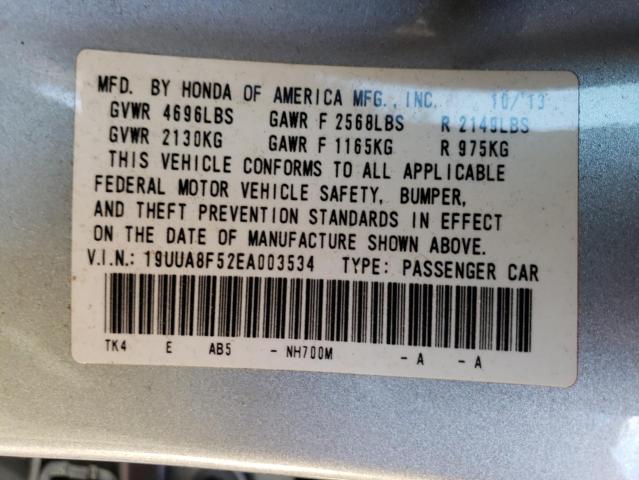 MFD. BY HONDA OF AMERICA MFG., INC. 10/13
GVWR 4696LBS GAWR F 2568LBS R 2149LBS
GVWR 2130KG GAWR F 1165KG R 975KG
THIS VEHICLE CONFORMS TO ALL APPLICABLE
FEDERAL MOTOR VEHICLE SAFETY, BUMPER,
AND THEFT PREVENTION STANDARDS IN EFFECT
ON THE DATE OF MANUFACTURE SHOWN ABOVE.
V.I.N.: 19UUA8F52EA003534 TYPE: PASSENGER CAR
TK4 E AB5 - NH700M - A - A